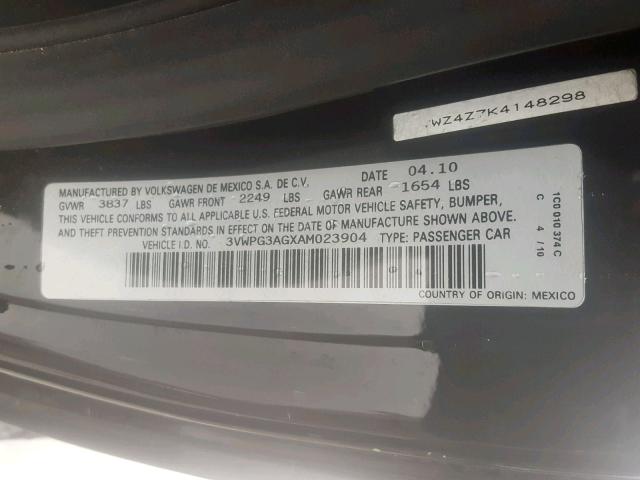 WZ4Z7K4148298
MANUFACTURED BY VOLKSWAGEN DE MEXICO S.A. DE C.V. DATE 04.10
GVWR 3837 LBS GAWR FRONT 2249 LBS GAWR REAR 1654 LBS
THIS VEHICLE CONFORMS TO ALL APPLICABLE U.S. FEDERAL MOTOR VEHICLE SAFETY, BUMPER,
AND THEFT PREVENTION STANDARDS IN EFFECT ON THE DATE OF MANUFACTURE SHOWN ABOVE.
VEHICLE I.D. NO. 3VWPG3AGXAM023904 TYPE: PASSENGER CAR
COUNTRY OF ORIGIN: MEXICO
1C0 010 374 C
C 4 / 10